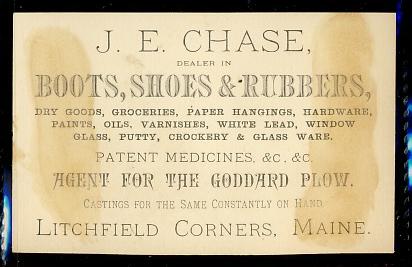 J. E. CHASE,
DEALER IN
BOOTS, SHOES & RUBBERS,
DRY GOODS, GROCERIES, PAPER HANGINGS, HARDWARE,
PAINTS, OILS, VARNISHES, WHITE LEAD, WINDOW
GLASS, PUTTY, CROCKERY & GLASS WARE.
PATENT MEDICINES, &C., &C.
AGENT FOR THE GODDARD PLOW.
CASTINGS FOR THE SAME CONSTANTLY ON HAND.
LITCHFIELD CORNERS, MAINE.